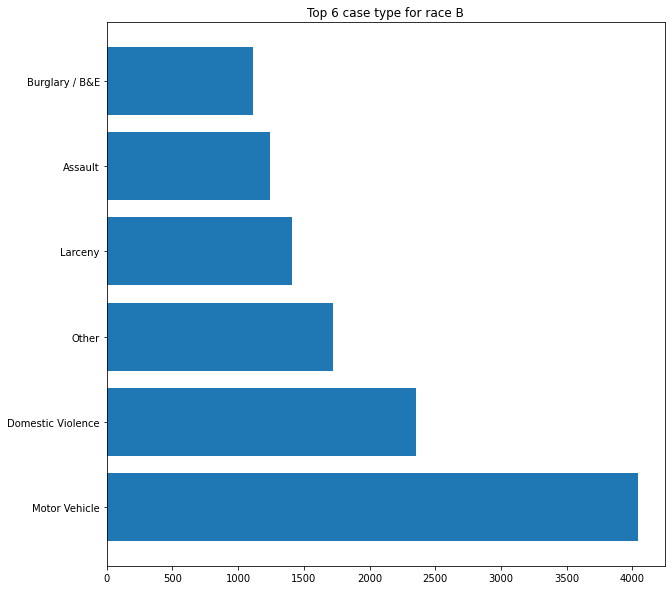 Top 6 case type for race B
Burglary / B&E
Assault
Larceny
Other
Domestic Violence
Motor Vehicle
0 500 1000 1500 2000 2500 3000 3500 4000